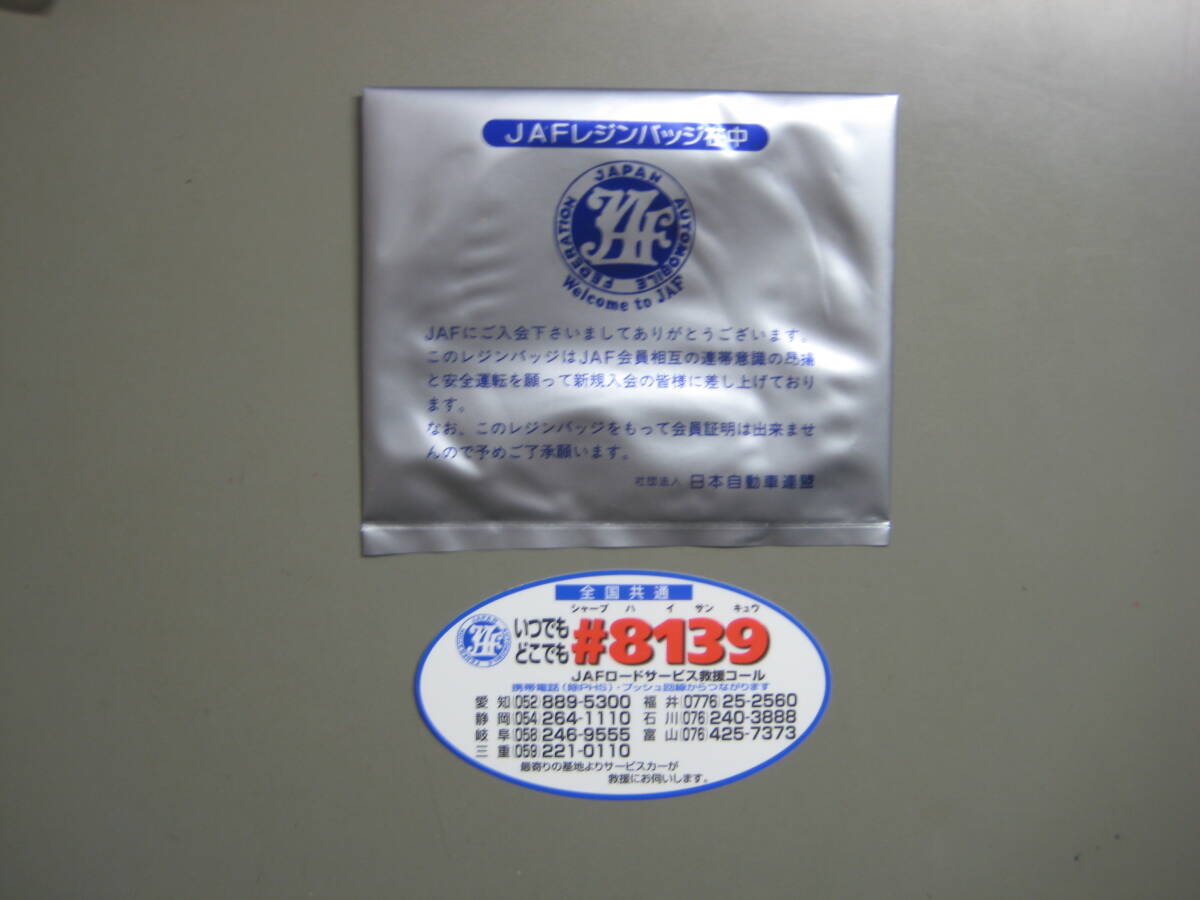 JAFレジンバッジ在中
JAPAN AUTOMOBILE FEDERATION
JAF
Welcome to JAF
JAFにご入会下さいましてありがとうございます。
このレジンバッジはJAF会員相互の連帯意識の昂揚
と安全運転を願って新規入会の皆様に差し上げており
ます。
なお、このレジンバッジをもって会員証明は出来ませ
んので予めご了承願います。
社団法人 日本自動車連盟
全国共通
シャープ ハ イ サン キュウ
いつでも
どこでも
#8139
JAFロードサービス救援コール
携帯電話(除PHS)・プッシュ回線からつながります
愛知(052)889-5300 福井(0776)25-2560
静岡(054)264-1110 石川(076)240-3888
岐阜(058)246-9555 富山(076)425-7373
三重(059)221-0110
最寄りの基地よりサービスカーが
救援にお伺いします。